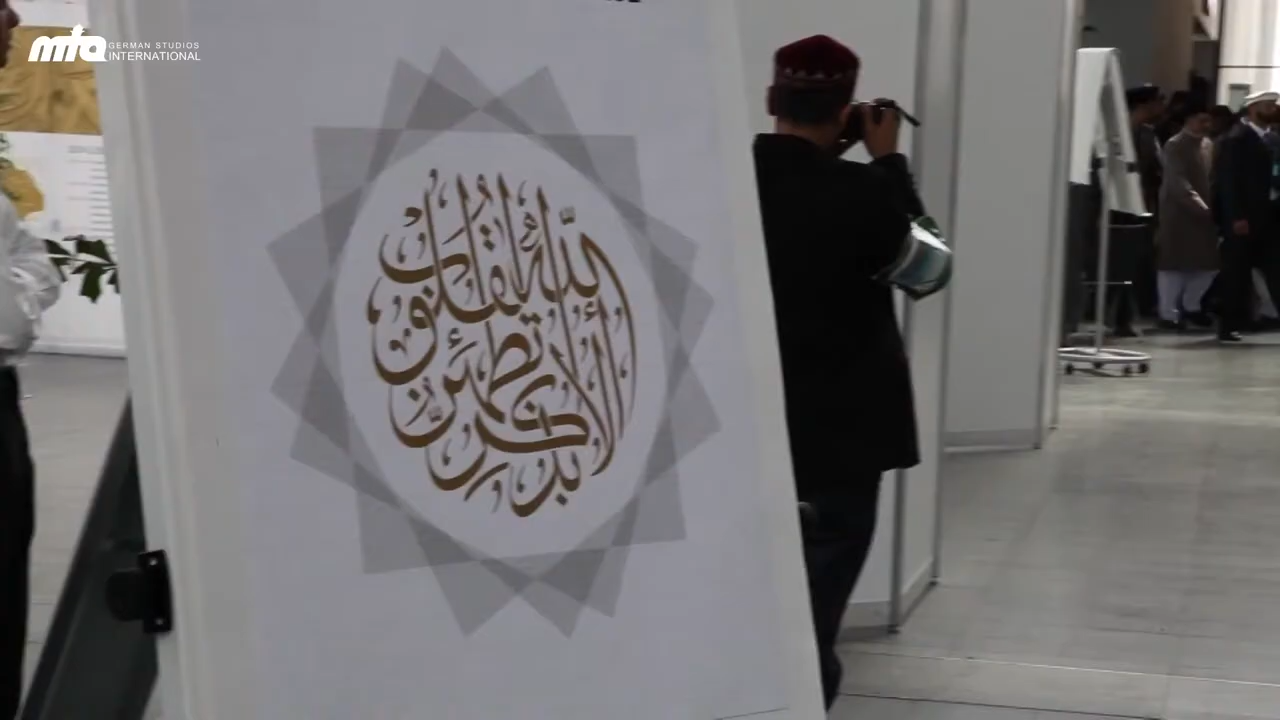 mta GERMAN STUDIOS
INTERNATIONAL
ألا بذكر الله تطمئن القلوب